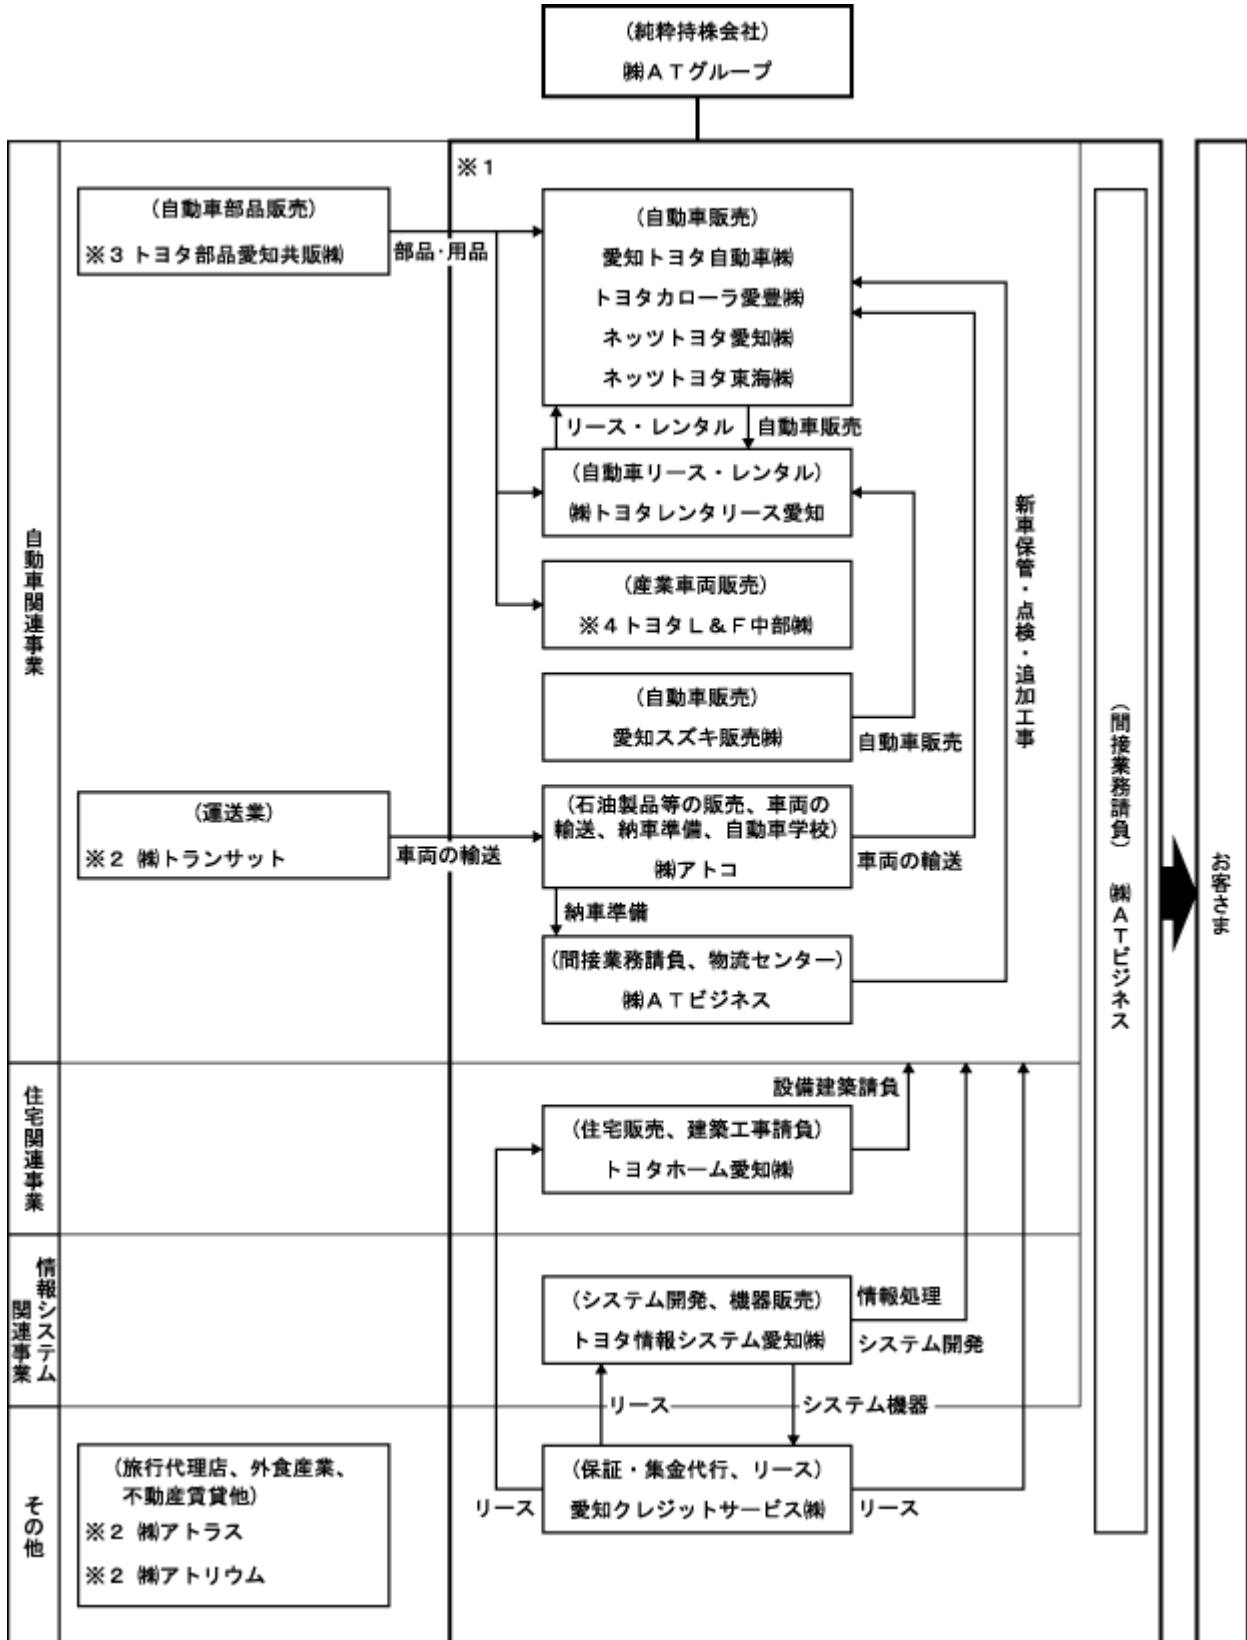 (純粋持株会社)
㈱ＡＴグループ
※１
自動車関連事業
(自動車部品販売)
※３トヨタ部品愛知共販㈱
部品・用品
(自動車販売)
愛知トヨタ自動車㈱
トヨタカローラ愛豊㈱
ネッツトヨタ愛知㈱
ネッツトヨタ東海㈱
リース・レンタル
自動車販売
(自動車リース・レンタル)
㈱トヨタレンタリース愛知
(産業車両販売)
※４トヨタＬ＆Ｆ中部㈱
(自動車販売)
愛知スズキ販売㈱
自動車販売
新車保管・点検・追加工事
(運送業)
※２ ㈱トランサット
車両の輸送
(石油製品等の販売、車両の
輸送、納車準備、自動車学校)
㈱アトコ
車両の輸送
納車準備
(間接業務請負、物流センター)
㈱ＡＴビジネス
住宅関連事業
設備建築請負
(住宅販売、建築工事請負)
トヨタホーム愛知㈱
情報システム
関連事業
(システム開発、機器販売)
トヨタ情報システム愛知㈱
情報処理
システム開発
リース
システム機器
その他
(旅行代理店、外食産業、
不動産賃貸他)
※２ ㈱アトラス
※２ ㈱アトリウム
リース
(保証・集金代行、リース)
愛知クレジットサービス㈱
リース
(間接業務請負) ㈱ＡＴビジネス
お客さま